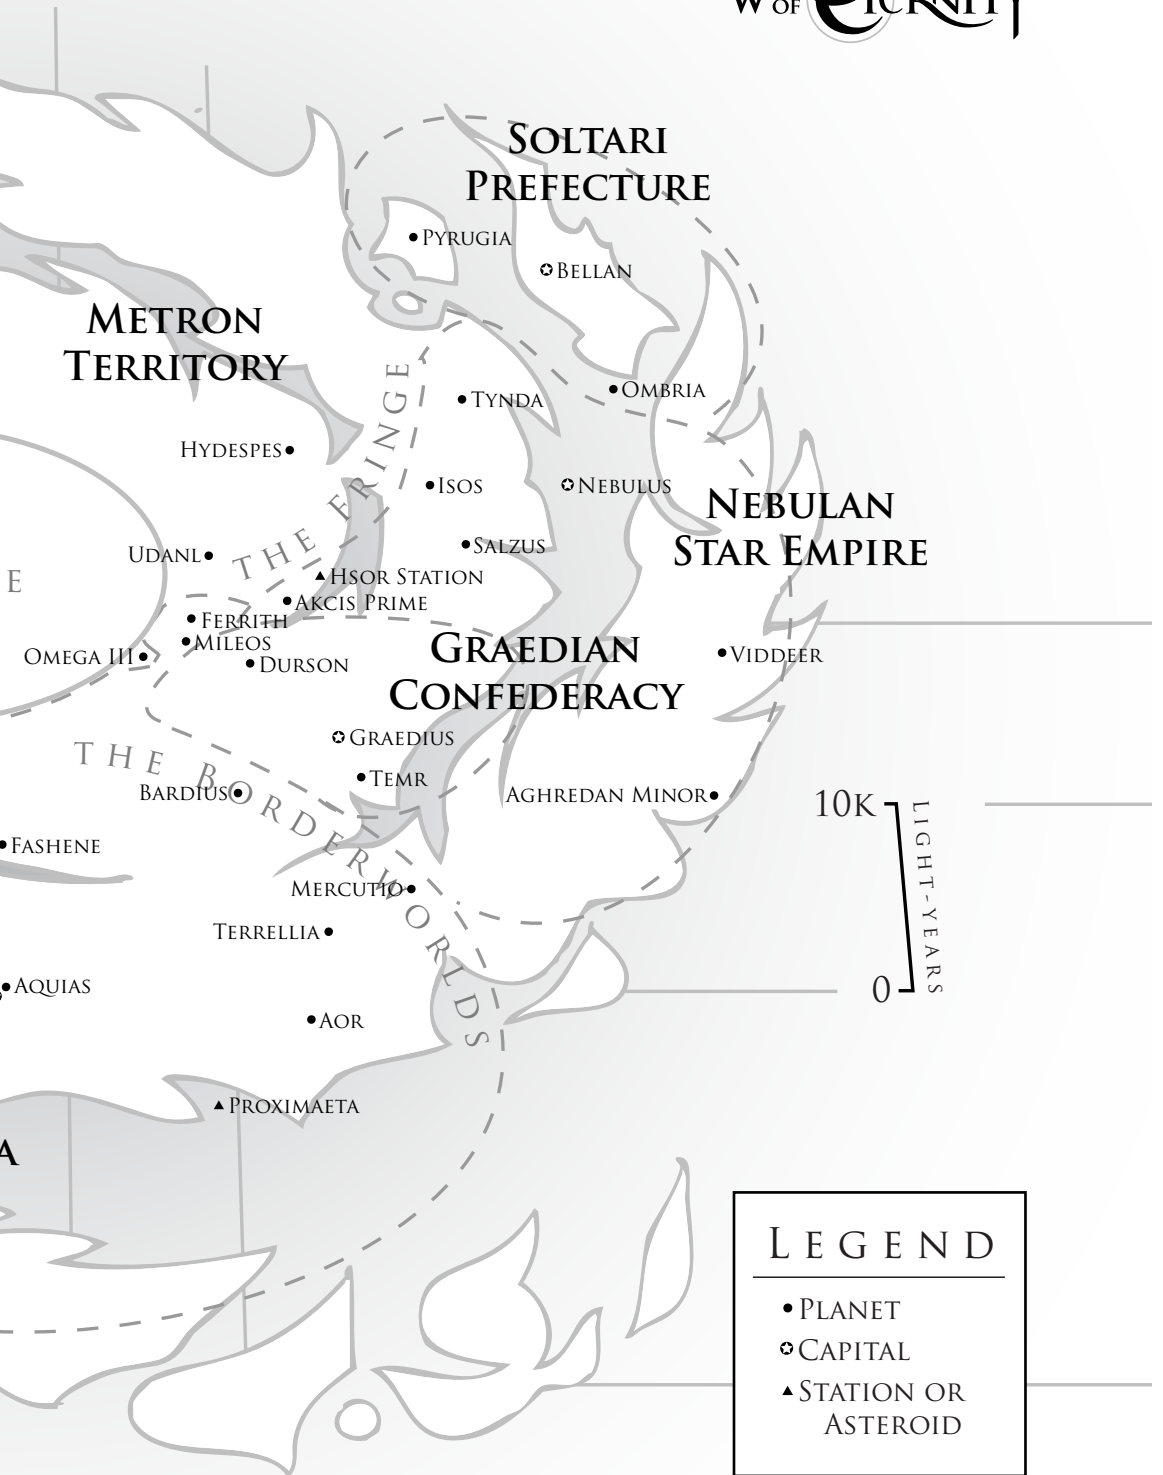 W OF ETERNITY
SOLTARI
PREFECTURE
PYRUGIA
BELLAN
METRON
TERRITORY
THE FRINGE
TYNDA
OMBRIA
HYDESPES
ISOS
NEBULUS
NEBULAN
STAR EMPIRE
UDANL
SALZUS
HSOR STATION
E
AKCIS PRIME
FERRITH
MILEOS
OMEGA III
DURSON
GRAEDIAN
CONFEDERACY
VIDDEER
GRAEDIUS
TEMR
THE BORDERWORLDS
BARDIUS
AGHREDAN MINOR
10K
LIGHT-YEARS
0
FASHENE
MERCUTIO
TERRELLIA
AQUIAS
AOR
PROXIMAETA
A
LEGEND
PLANET
CAPITAL
STATION OR
ASTEROID